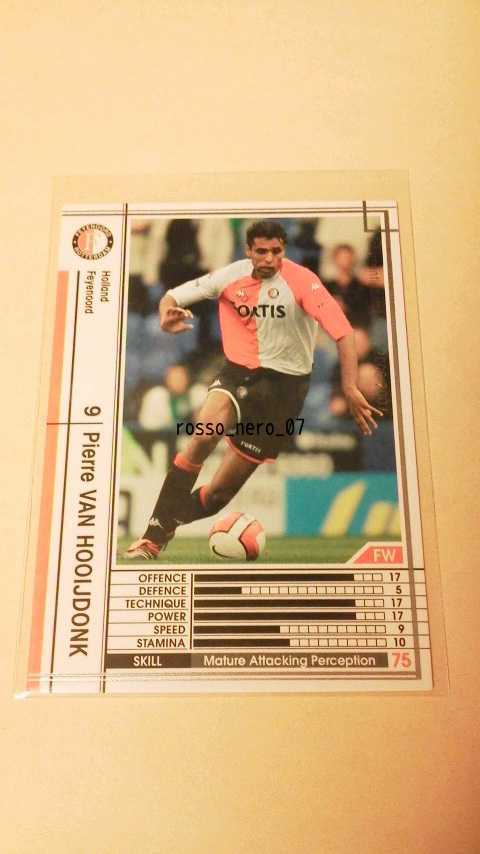 FEYENOORD
ROTTERDAM
Holland
Feyenoord
9 | Pierre VAN HOOIJDONK
FORTIS
FORTIS
rosso_nero_07
FW
OFFENCE 17
DEFENCE 5
TECHNIQUE 17
POWER 17
SPEED 9
STAMINA 10
SKILL Mature Attacking Perception 75